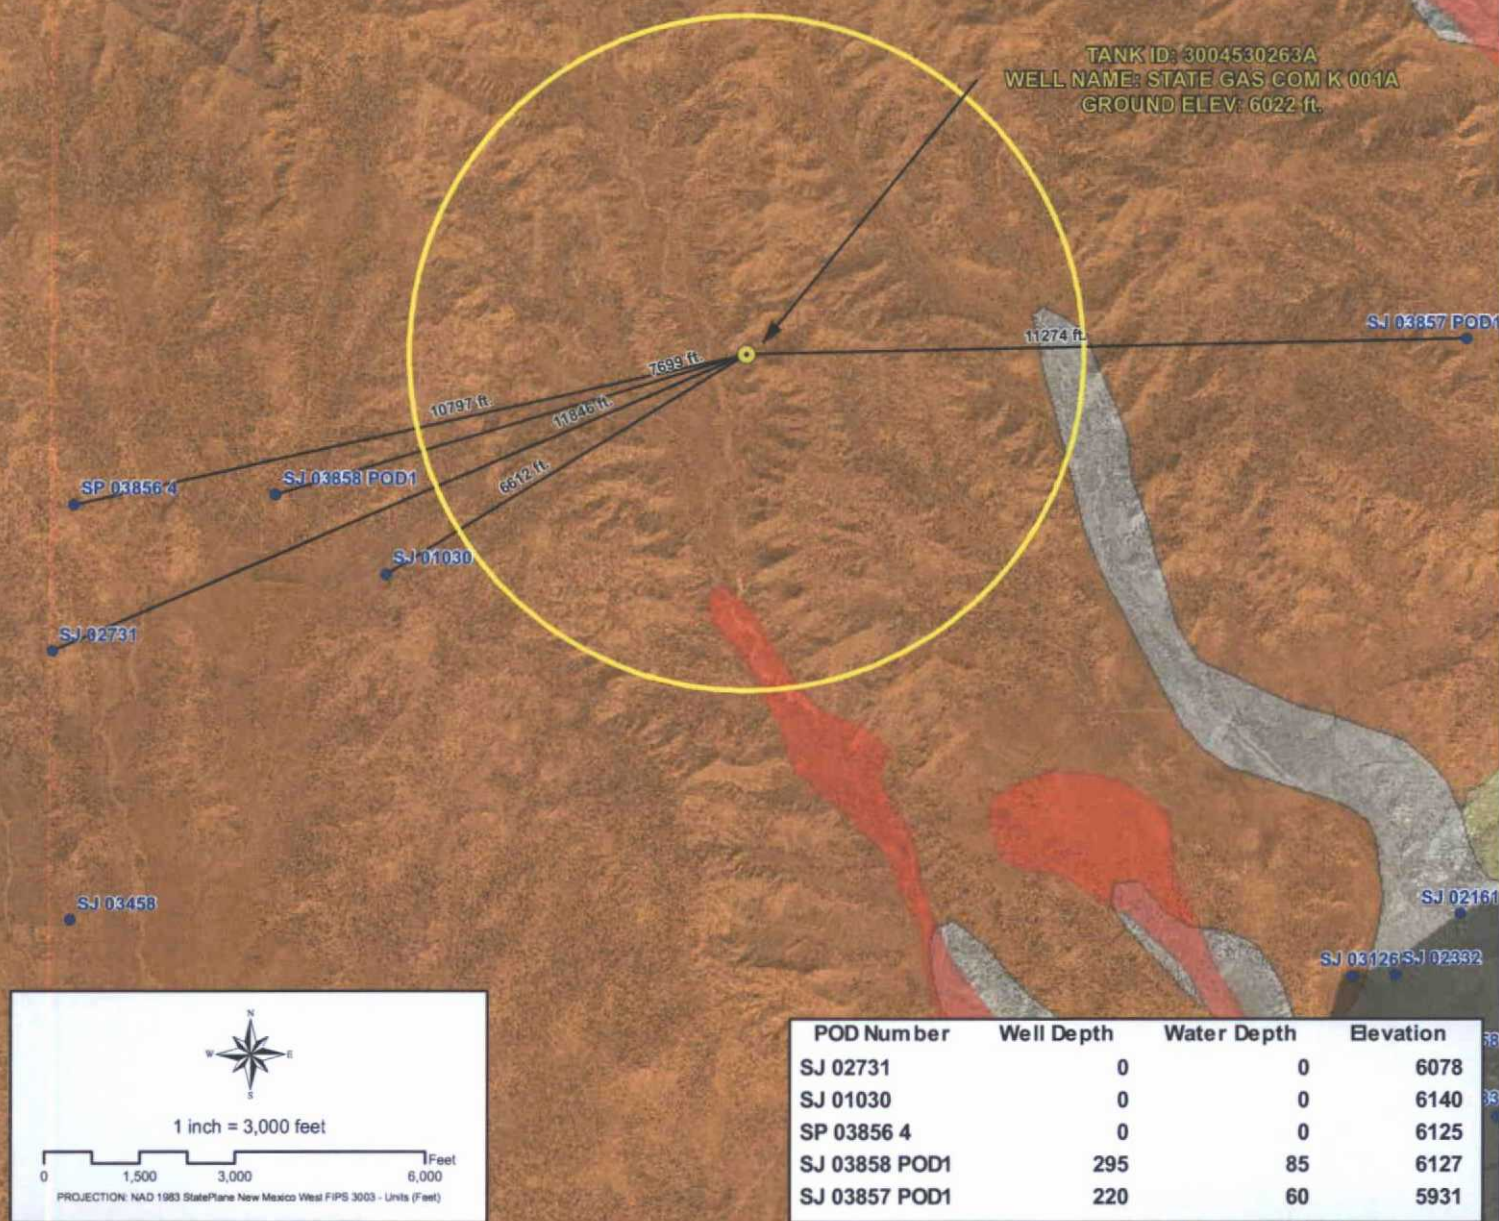 TANK ID: 3004530263A
WELL NAME: STATE GAS COM K 001A
GROUND ELEV: 6022 ft.
SJ 03857 POD1
11274 ft.
7699 ft.
10797 ft.
11846 ft.
6612 ft.
SP 03856 4
SJ 03858 POD1
SJ 01030
SJ 02731
SJ 03458
SJ 02161
SJ 03126 SJ 02332
N
W E
S
1 inch = 3,000 feet
Feet
0 1,500 3,000 6,000
PROJECTION: NAD 1983 StatePlane New Mexico West FIPS 3003 - Units (Feet)
POD Number Well Depth Water Depth Elevation
SJ 02731 0 0 6078
SJ 01030 0 0 6140
SP 03856 4 0 0 6125
SJ 03858 POD1 295 85 6127
SJ 03857 POD1 220 60 5931